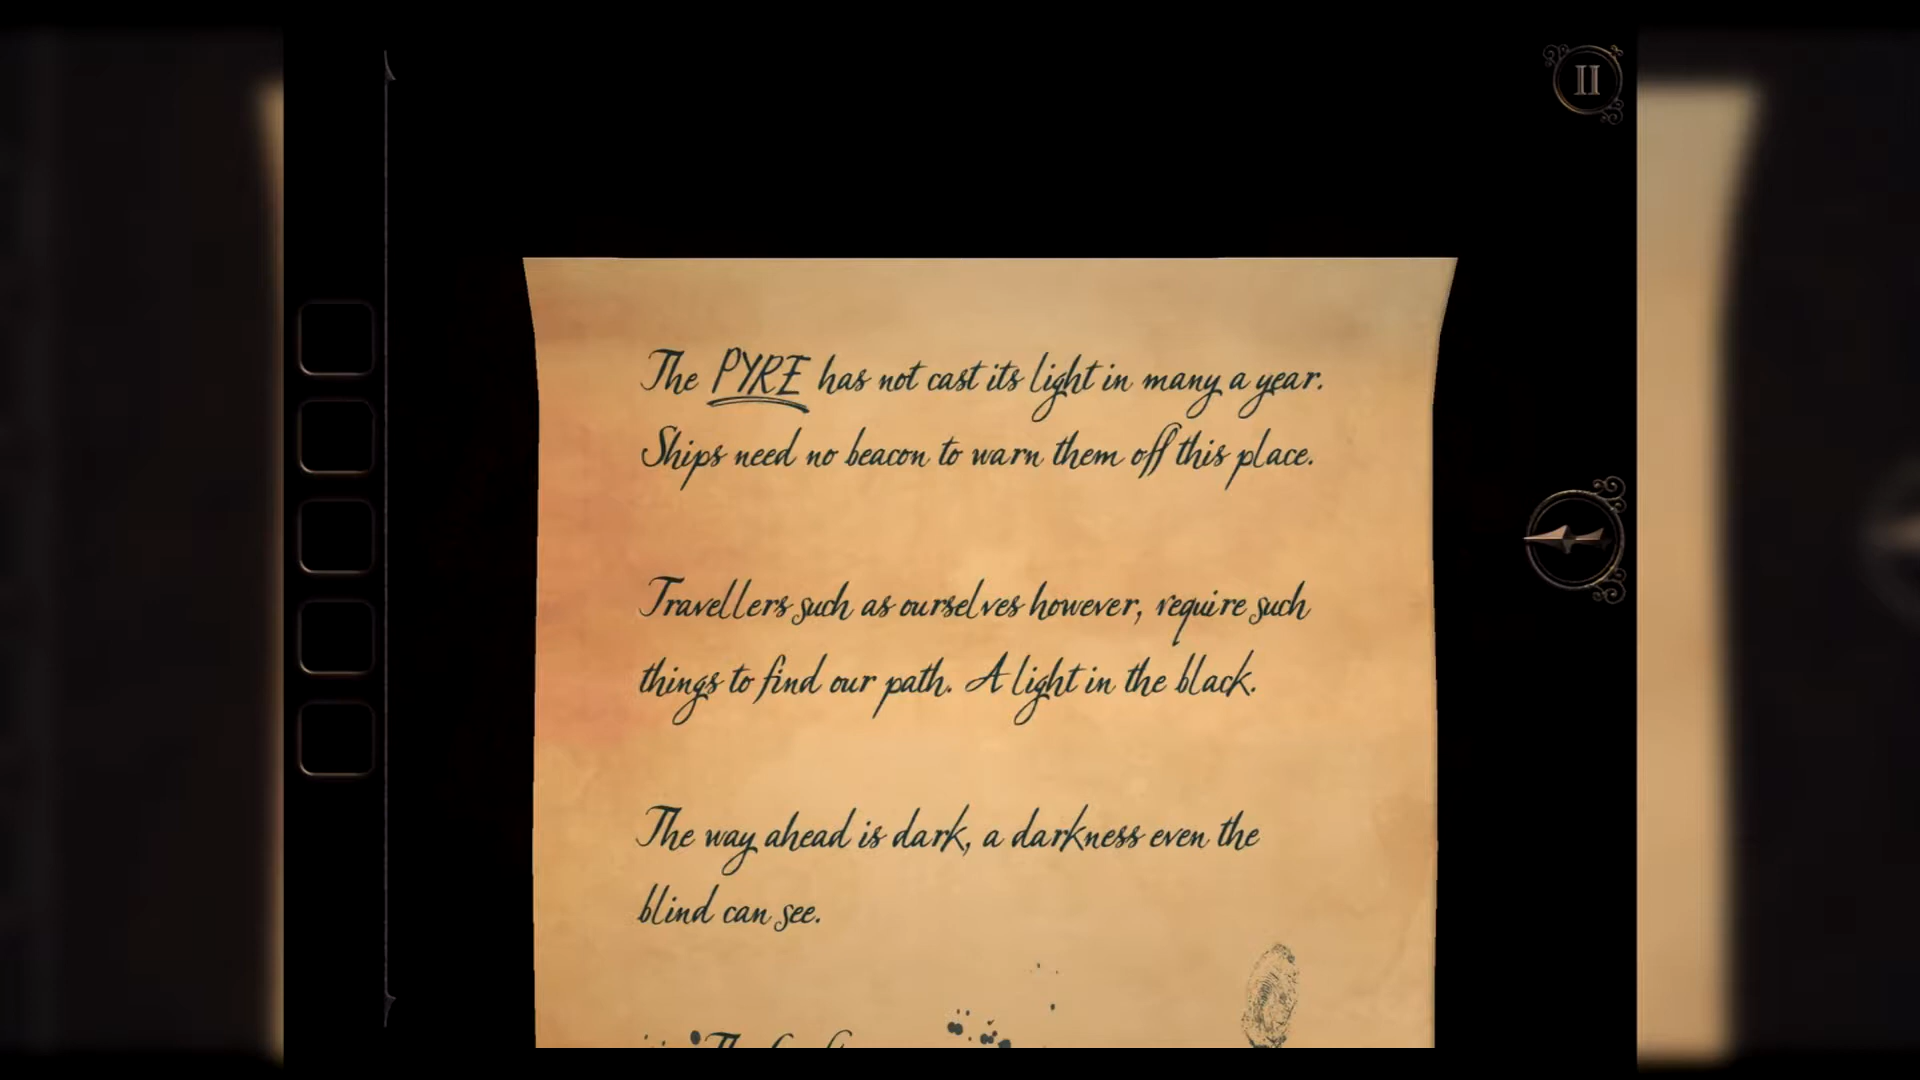 II
The PYRE has not cast its light in many a year.
Ships need no beacon to warn them off this place.
Travellers such as ourselves however, require such
things to find our path. A light in the black.
The way ahead is dark, a darkness even the
blind can see.